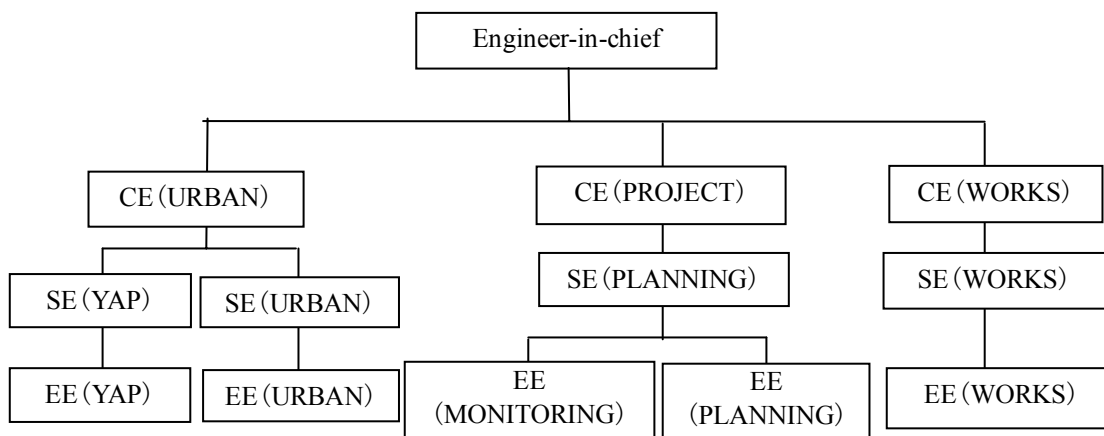 Engineer-in-chief
CE(URBAN)
CE(PROJECT)
CE(WORKS)
SE(YAP)
SE(URBAN)
SE(PLANNING)
SE(WORKS)
EE(YAP)
EE(URBAN)
EE
(MONITORING)
EE
(PLANNING)
EE(WORKS)